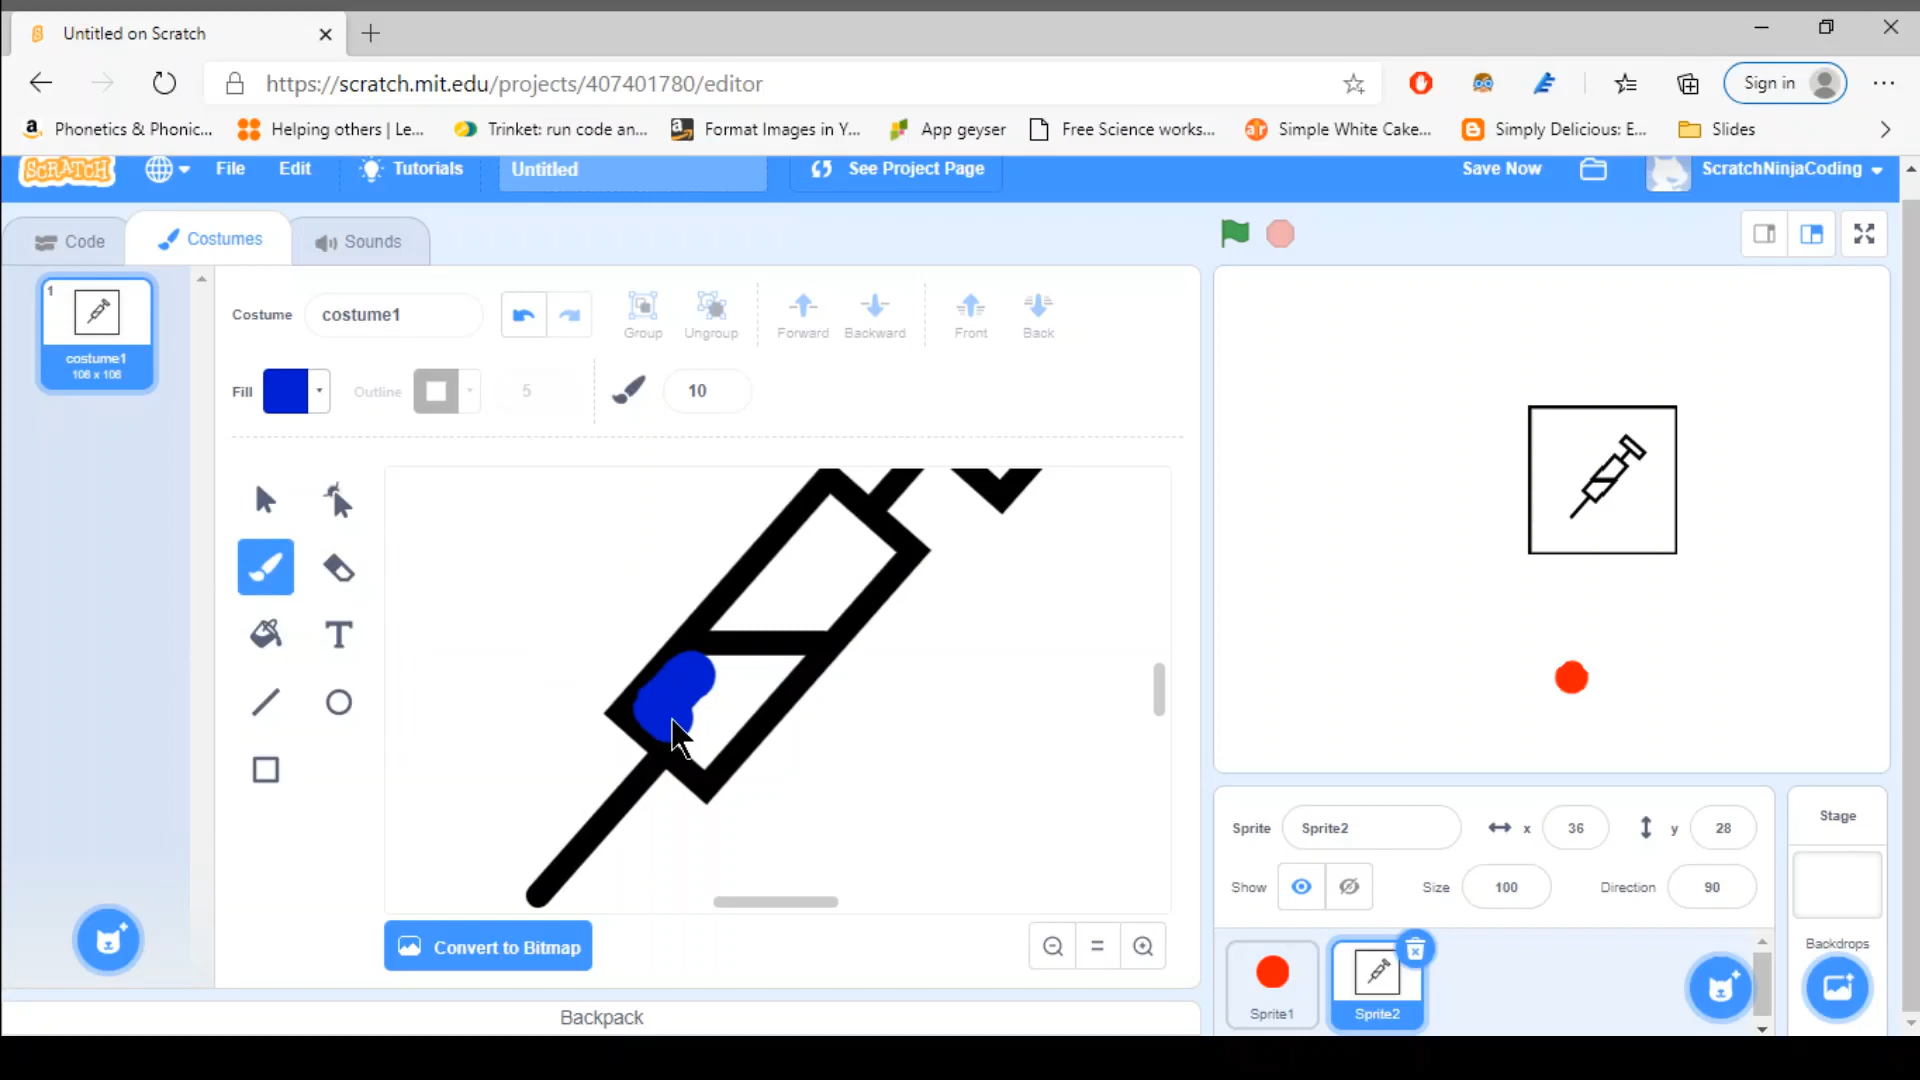 Untitled on Scratch
https://scratch.mit.edu/projects/407401780/editor
Sign in
Phonetics & Phonic...
Helping others | Le...
Trinket: run code an...
Format Images in Y...
App geyser
Free Science works...
Simple White Cake...
Simply Delicious: E...
Slides
SCRATCH
File
Edit
Tutorials
Untitled
See Project Page
Save Now
ScratchNinjaCoding
Code
Costumes
Sounds
1
costume1
106 x 106
Costume
costume1
Group
Ungroup
Forward
Backward
Front
Back
Fill
Outline
5
10
T
Convert to Bitmap
Backpack
Sprite
Sprite2
x
36
y
28
Show
Size
100
Direction
90
Stage
Backdrops
Sprite1
Sprite2